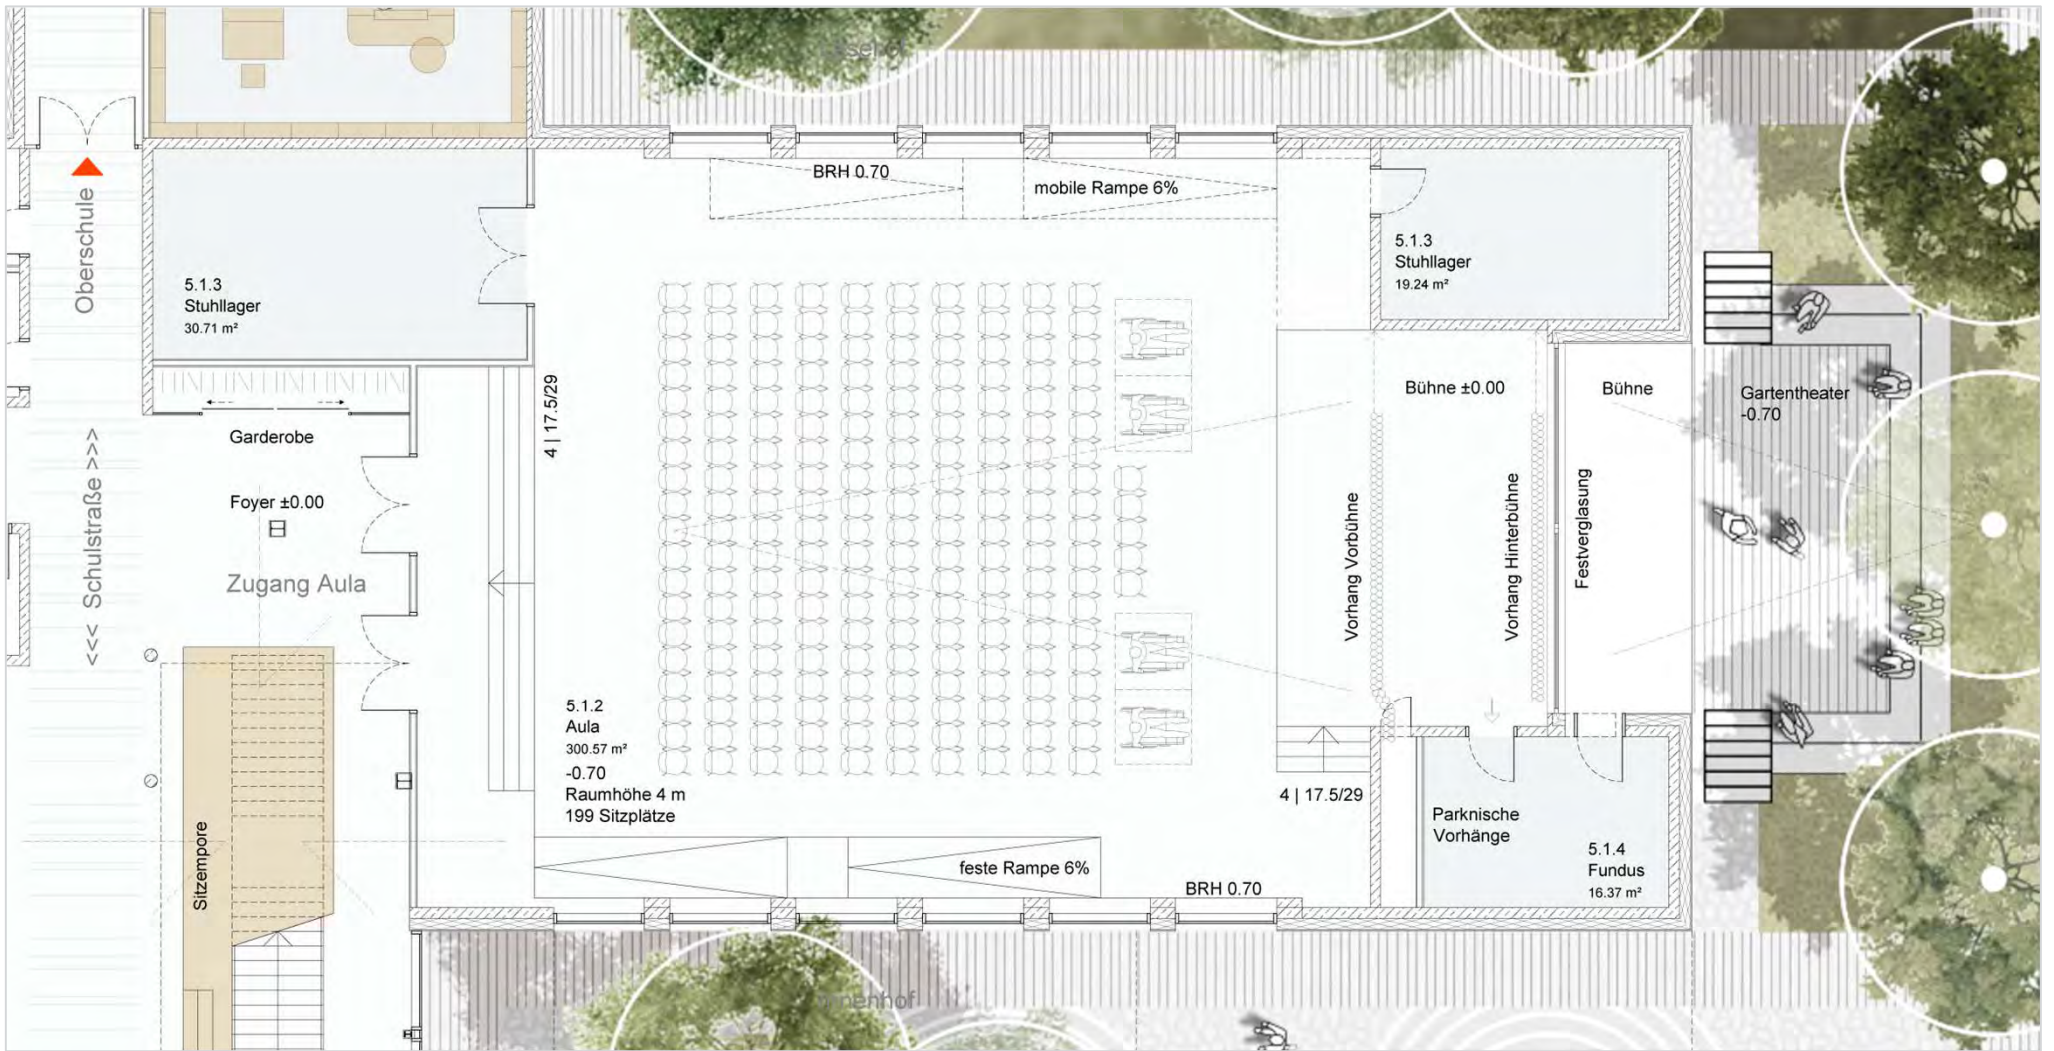 Lesehof
Oberschule
<<< Schulstraße >>>
5.1.3
Stuhllager
30.71 m²
Garderobe
Foyer ±0.00
Zugang Aula
Sitzempore
4 | 17.5/29
BRH 0.70
mobile Rampe 6%
5.1.2
Aula
300.57 m²
-0.70
Raumhöhe 4 m
199 Sitzplätze
feste Rampe 6%
BRH 0.70
4 | 17.5/29
5.1.3
Stuhllager
19.24 m²
Bühne ±0.00
Vorhang Vorbühne
Vorhang Hinterbühne
Bühne
Festverglasung
Gartentheater
-0.70
Parknische
Vorhänge
5.1.4
Fundus
16.37 m²
Innenhof